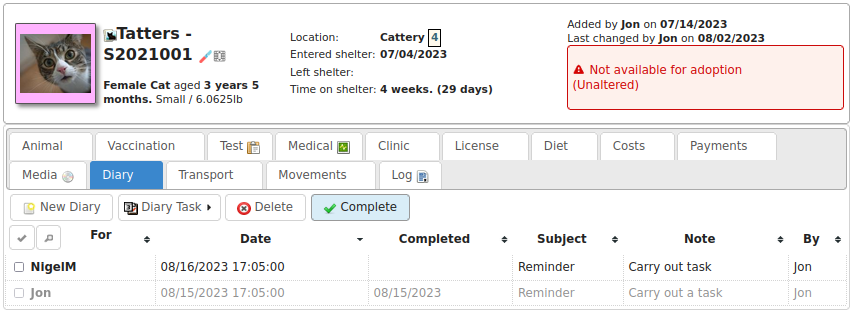 Tatters -
S2021001
Female Cat aged 3 years 5
months. Small / 6.0625lb
Location: Cattery 4
Entered shelter: 07/04/2023
Left shelter:
Time on shelter: 4 weeks. (29 days)
Added by Jon on 07/14/2023
Last changed by Jon on 08/02/2023
Not available for adoption
(Unaltered)
Animal Vaccination Test Medical Clinic License Diet Costs Payments
Media Diary Transport Movements Log
New Diary Diary Task Delete Complete
For Date Completed Subject Note By
NigelM 08/16/2023 17:05:00 Reminder Carry out task Jon
Jon 08/15/2023 17:05:00 08/15/2023 Reminder Carry out a task Jon